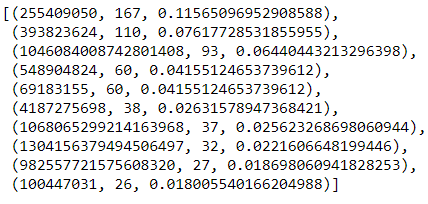 [(255409050, 167, 0.11565096952908588),
(393823624, 110, 0.07617728531855955),
(1046084008742801408, 93, 0.06440443213296398),
(548904824, 60, 0.04155124653739612),
(69183155, 60, 0.04155124653739612),
(4187275698, 38, 0.02631578947368421),
(1068065299214163968, 37, 0.025623268698060944),
(1304156379494506497, 32, 0.0221606648199446),
(982557721575608320, 27, 0.018698060941828253),
(100447031, 26, 0.018005540166204988)]